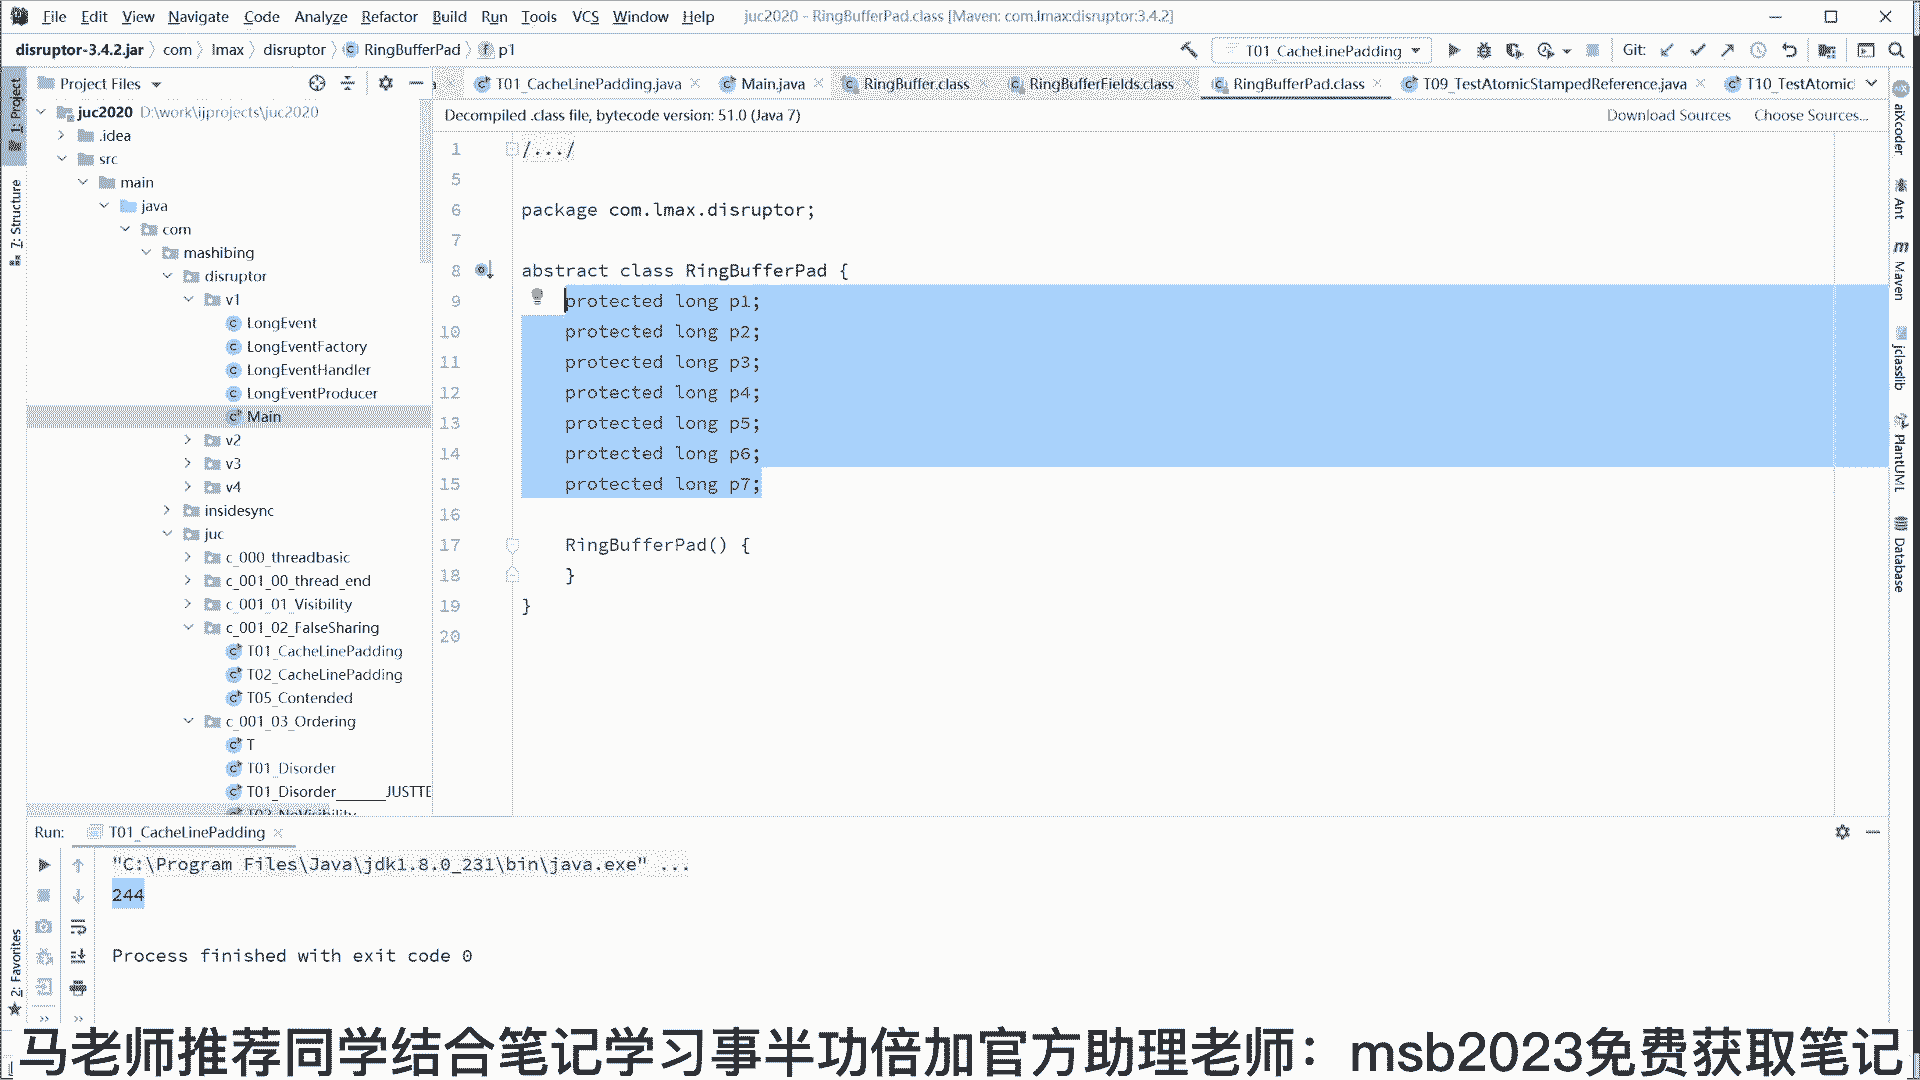 File Edit View Navigate Code Analyze Refactor Build Run Tools VCS Window Help juc2020 - RingBufferPad.class [Maven: com.lmax:disruptor:3.4.2]
disruptor-3.4.2.jar com lmax disruptor RingBufferPad p1 T01_CacheLinePadding Git:
Project Files T01_CacheLinePadding.java Main.java RingBuffer.class RingBufferFields.class RingBufferPad.class T09_TestAtomicStampedReference.java T10_TestAtomic
Decompiled .class file, bytecode version: 51.0 (Java 7) Download Sources Choose Sources...
1: Project
7: Structure
2: Favorites
juc2020 D:\work\ijprojects\juc2020
.idea
src
main
java
com
mashibing
disruptor
v1
LongEvent
LongEventFactory
LongEventHandler
LongEventProducer
Main
v2
v3
v4
insidesync
juc
c_000_threadbasic
c_001_00_thread_end
c_001_01_Visibility
c_001_02_FalseSharing
T01_CacheLinePadding
T02_CacheLinePadding
T05_Contended
c_001_03_Ordering
T
T01_Disorder
T01_Disorder______JUSTTE
1 /.../
5
6 package com.lmax.disruptor;
7
8 abstract class RingBufferPad {
9 protected long p1;
10 protected long p2;
11 protected long p3;
12 protected long p4;
13 protected long p5;
14 protected long p6;
15 protected long p7;
16
17 RingBufferPad() {
18 }
19 }
20
aiXcoder
Ant
Maven
jclasslib
PlantUML
Database
Run: T01_CacheLinePadding
"C:\Program Files\Java\jdk1.8.0_231\bin\java.exe" ...
244
Process finished with exit code 0
马老师推荐同学结合笔记学习事半功倍加官方助理老师：msb2023免费获取笔记